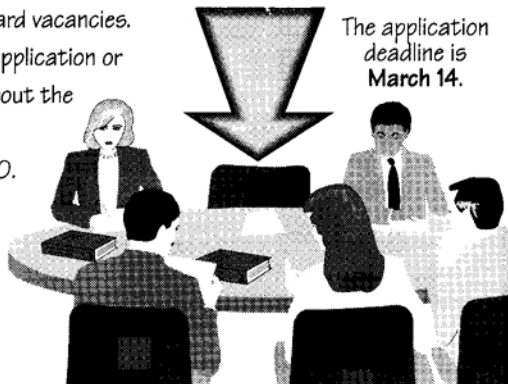 ard vacancies.
pplication or
out the
O.
The application
deadline is
March 14.